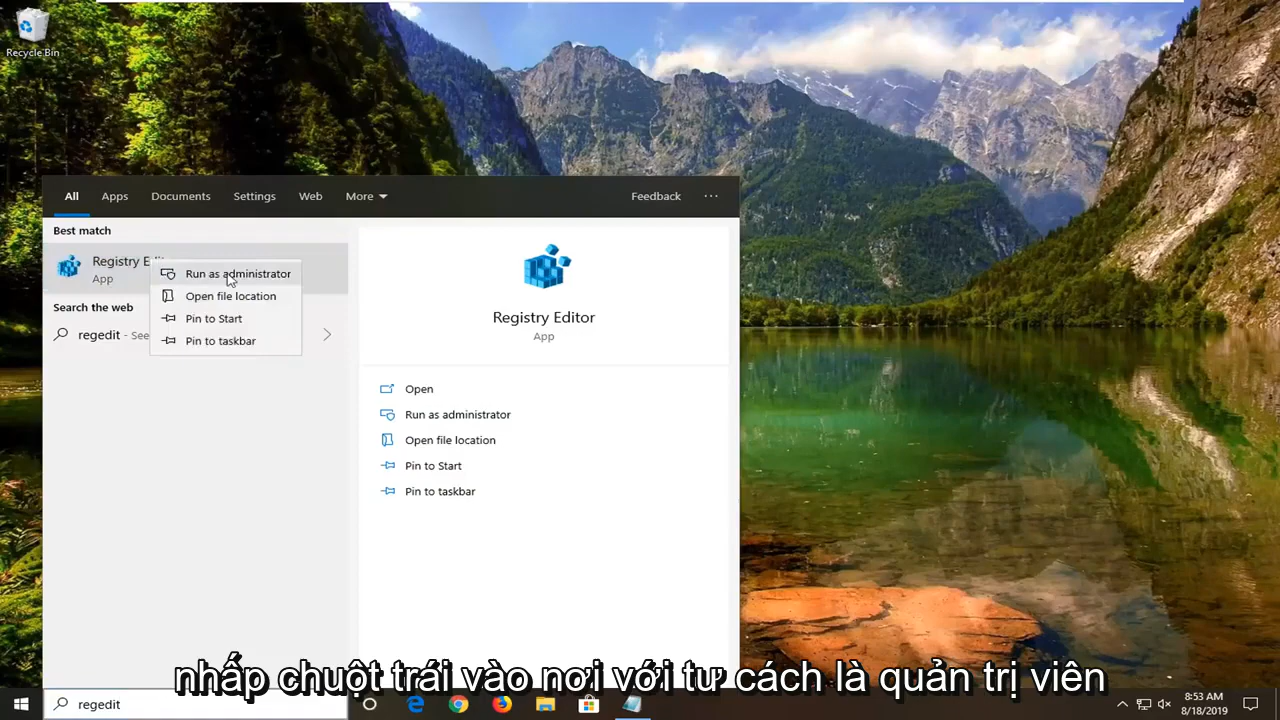 Recycle Bin
All Apps Documents Settings Web More Feedback ...
Best match
Registry
App
Run as administrator
Open file location
Pin to Start
Pin to taskbar
Search the web
regedit - See
Registry Editor
App
Open
Run as administrator
Open file location
Pin to Start
Pin to taskbar
nhấp chuột trái vào nơi với tư cách là quản trị viên
regedit
8:53 AM
8/18/2019